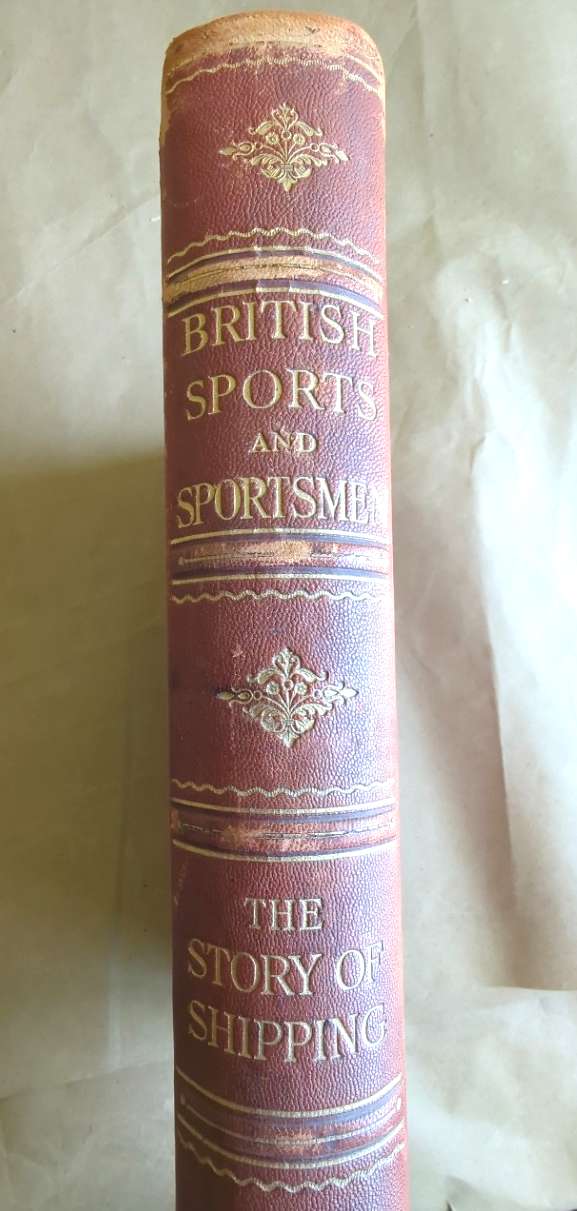 BRITISH
SPORTS
AND
SPORTSMEN
THE
STORY OF
SHIPPING